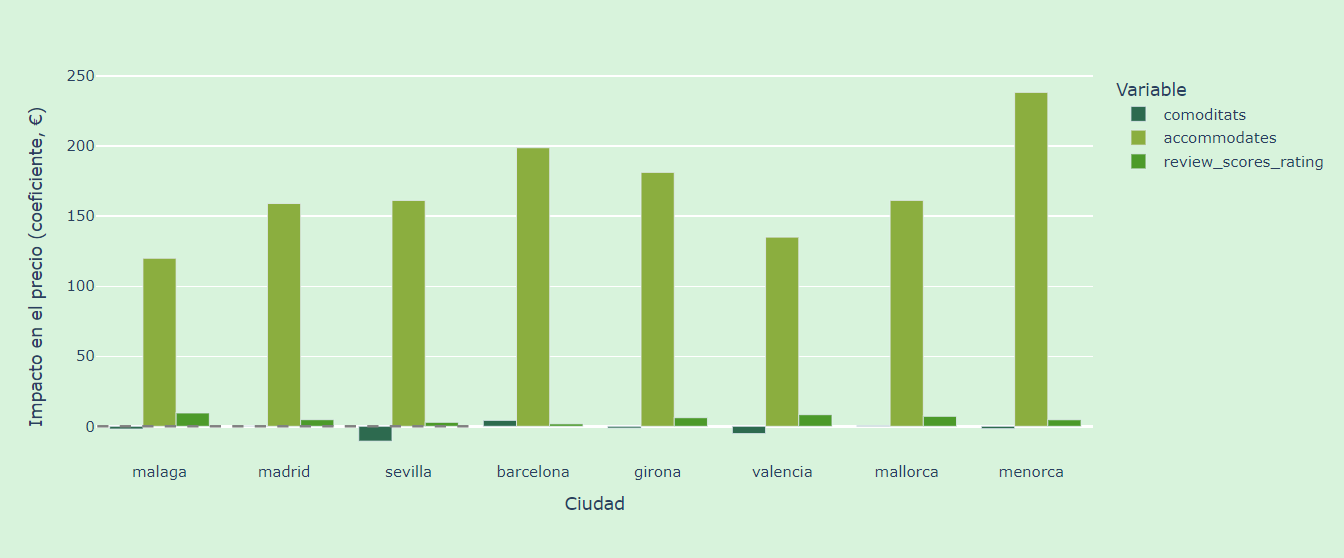 Impacto en el precio (coeficiente, €)
250
200
150
100
50
0
malaga madrid sevilla barcelona girona valencia mallorca menorca
Ciudad
Variable
comoditats
accommodates
review_scores_rating